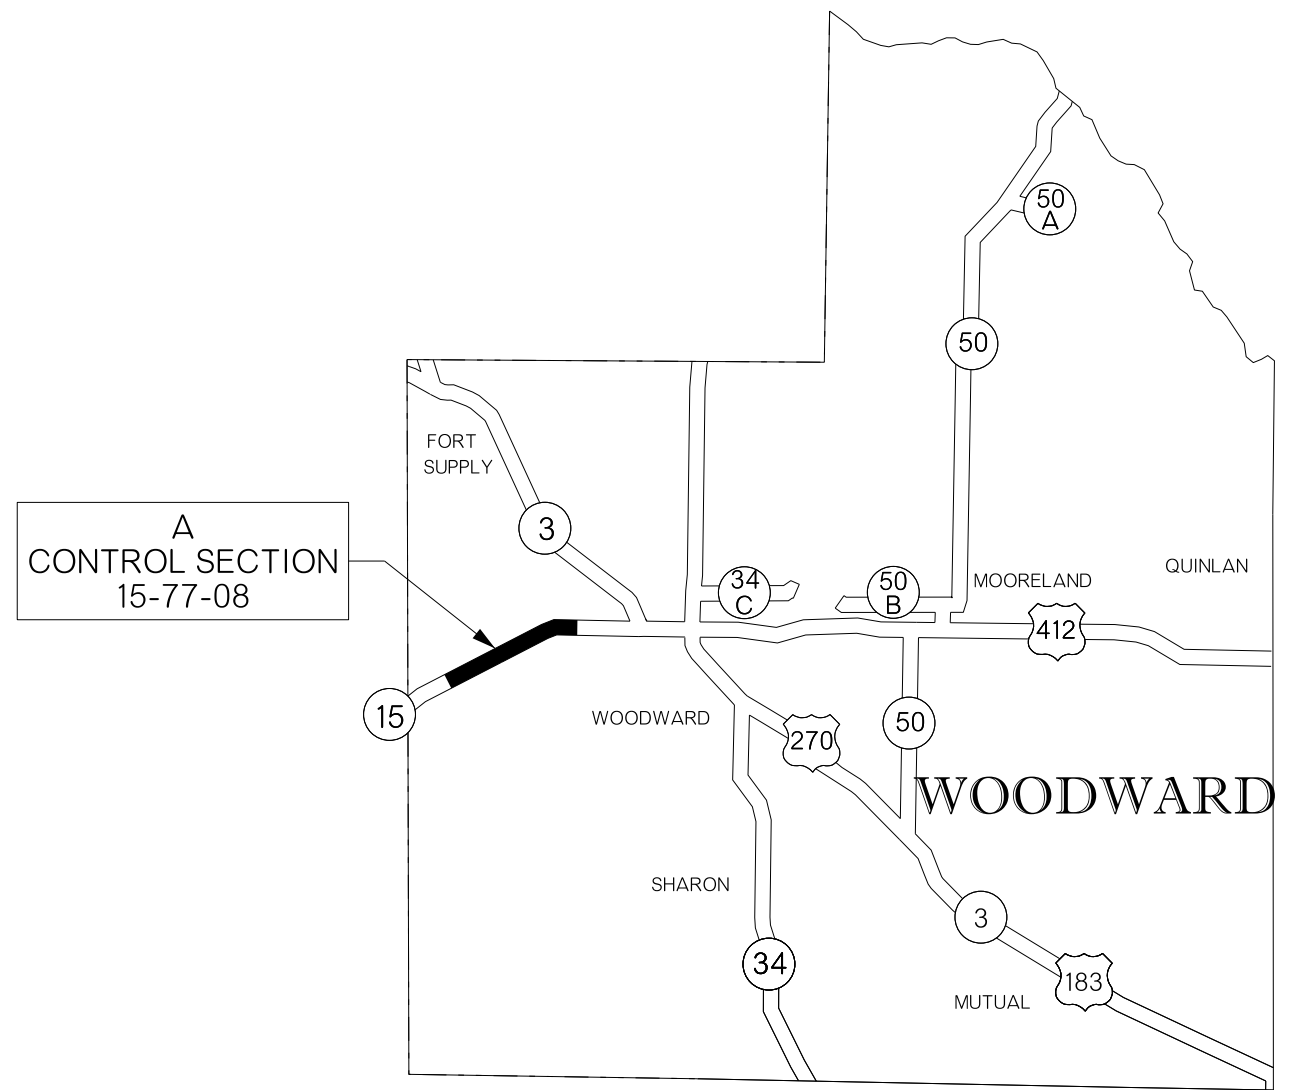 50
A
50
FORT
SUPPLY
3
A
CONTROL SECTION
15-77-08
34
C
50
B
MOORELAND
QUINLAN
412
15
WOODWARD
270
50
WOODWARD
SHARON
3
34
183
MUTUAL